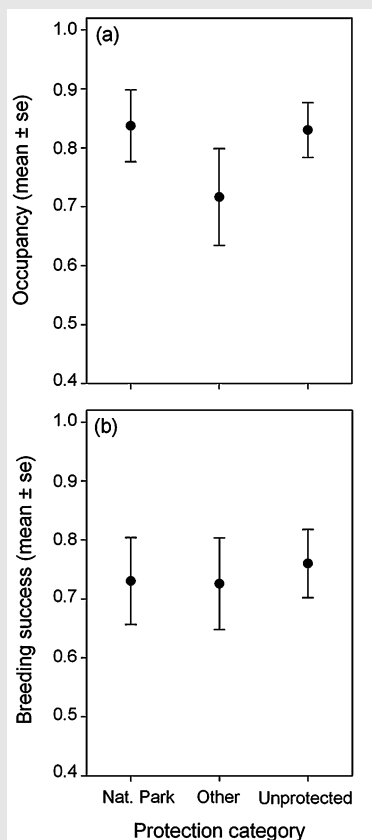 (a)
Occupancy (mean ± se)
1.0
0.9
0.8
0.7
0.6
0.5
0.4
(b)
Breeding success (mean ± se)
1.0
0.9
0.8
0.7
0.6
0.5
0.4
Nat. Park Other Unprotected
Protection category